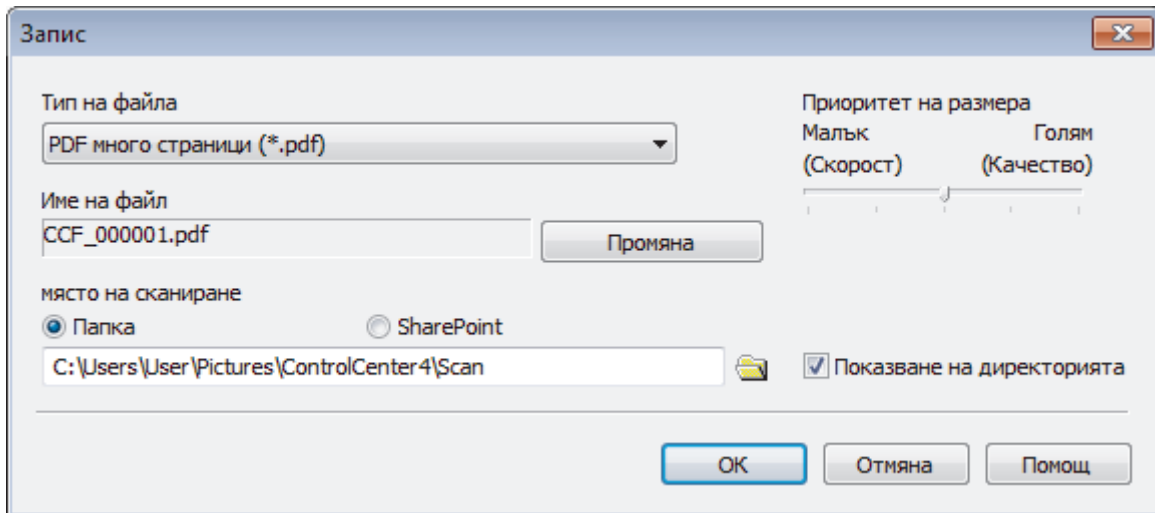 Запис
Тип на файла
PDF много страници (*.pdf)
Приоритет на размера
Малък Голям
(Скорост) (Качество)
Име на файл
CCF_000001.pdf
Промяна
място на сканиране
Папка SharePoint
C:\Users\User\Pictures\ControlCenter4\Scan
Показване на директорията
OK Отмяна Помощ